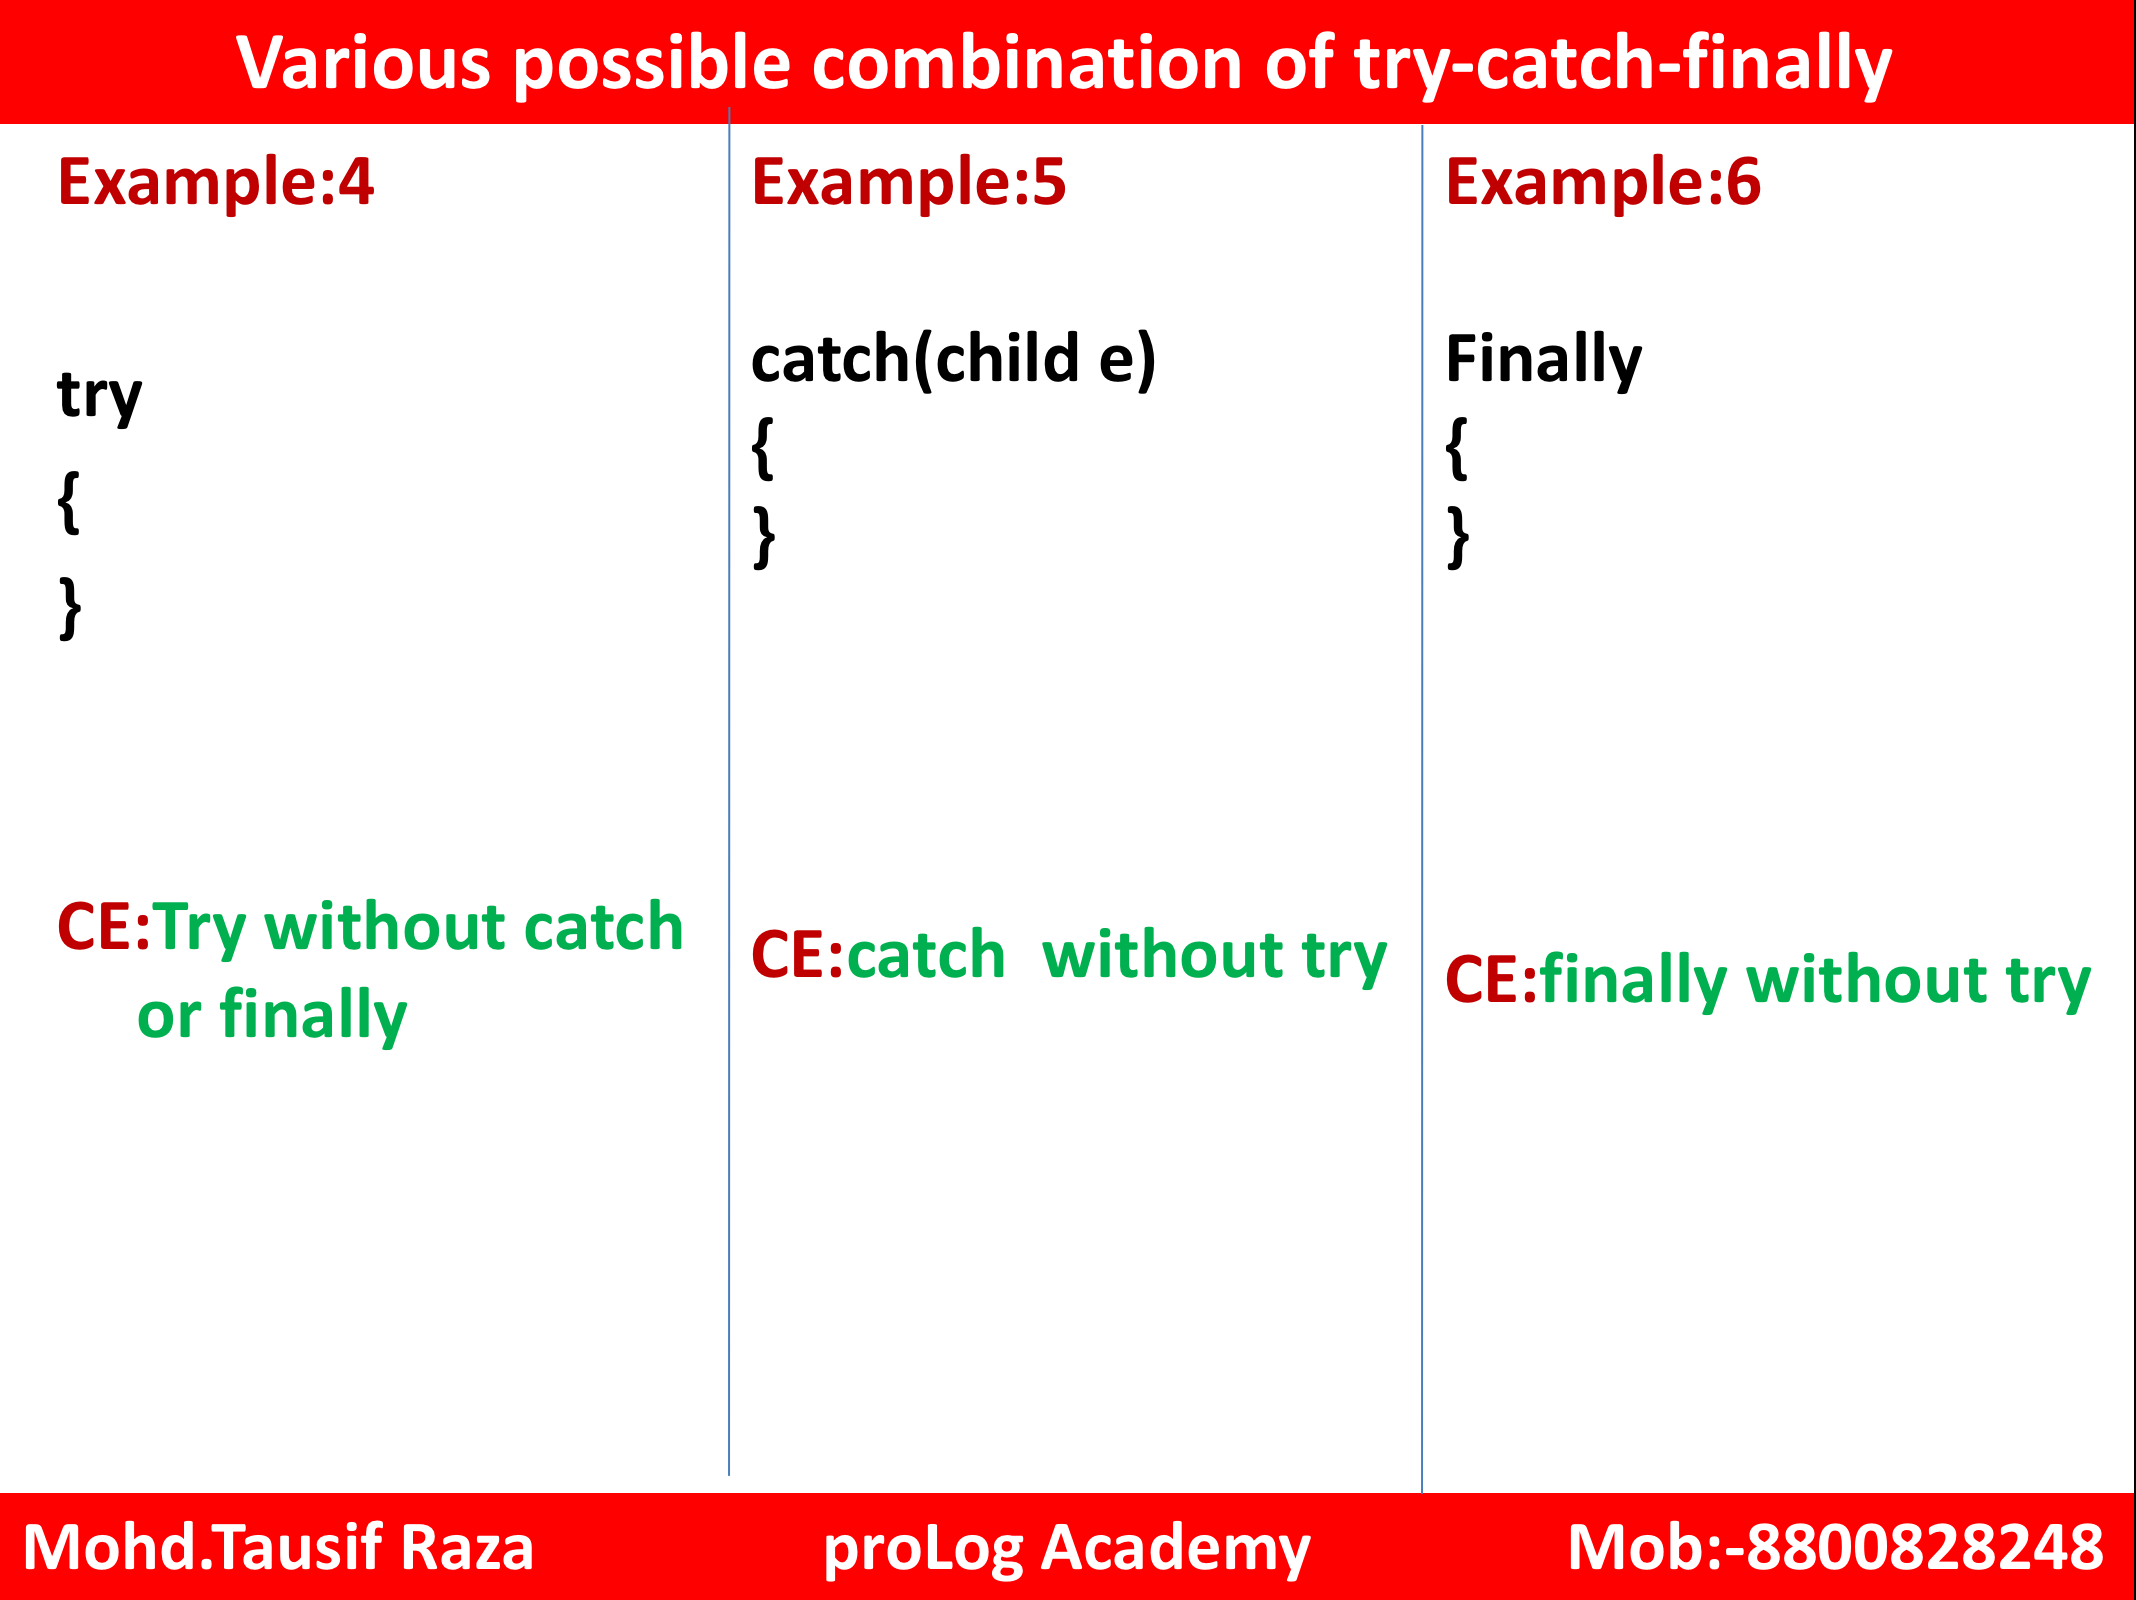 Various possible combination of try-catch-finally
Example:4
try
{
}
CE:Try without catch
or finally
Example:5
catch(child e)
{
}
CE:catch  without try
Example:6
Finally
{
}
CE:finally without try
Mohd.Tausif Raza proLog Academy Mob:-8800828248